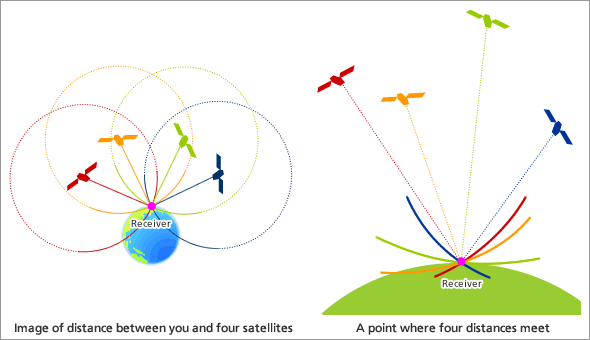 Receiver
Receiver
Image of distance between you and four satellites
A point where four distances meet